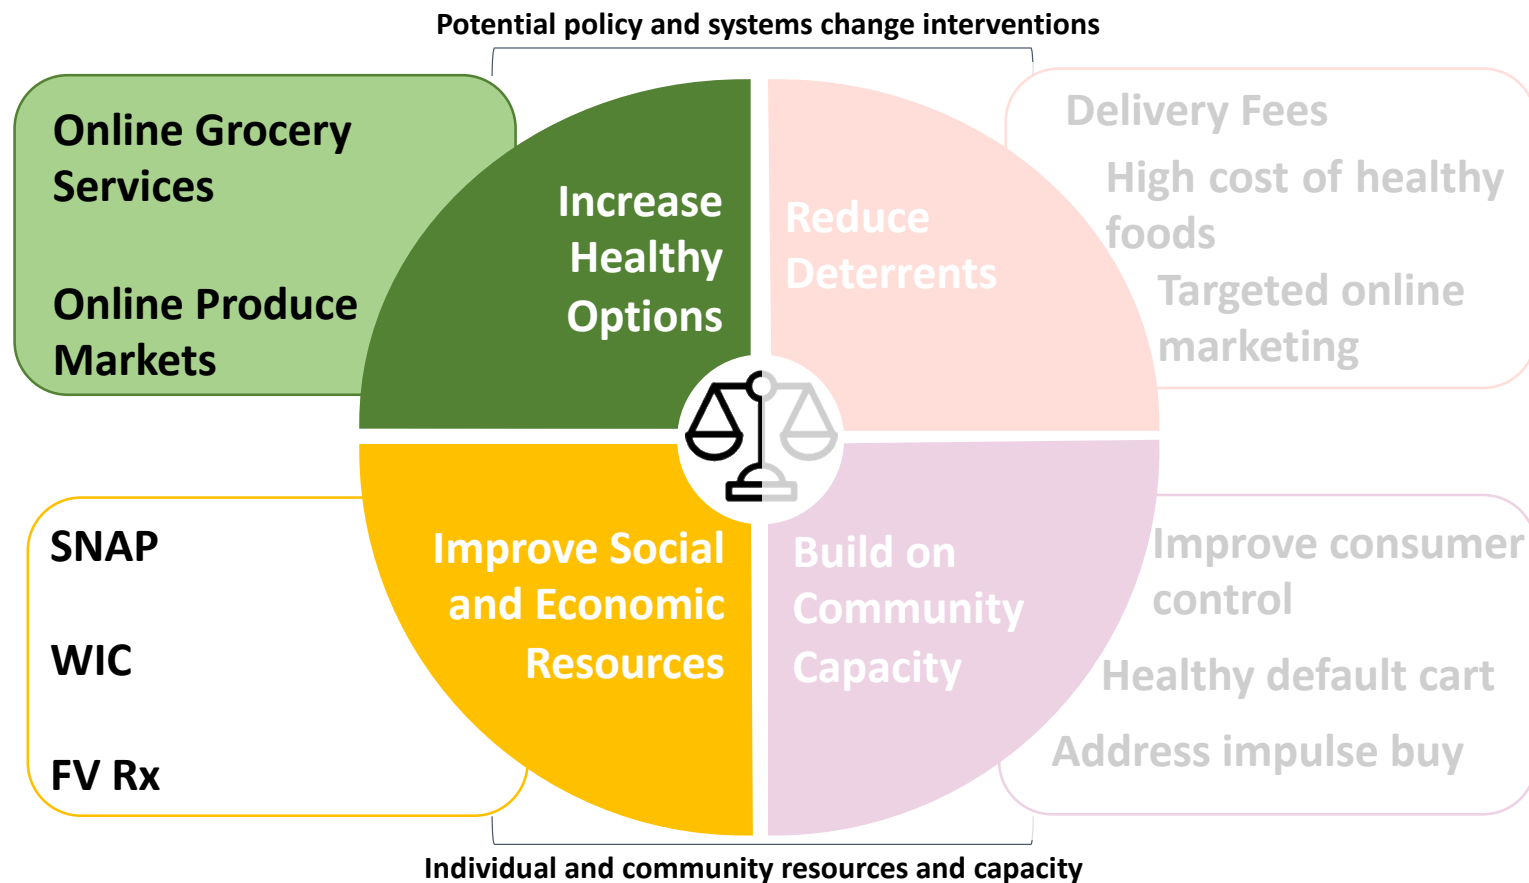 Potential policy and systems change interventions
Online Grocery
Services
Online Produce
Markets
Increase
Healthy
Options
Reduce
Deterrents
Delivery Fees
High cost of healthy
foods
Targeted online
marketing
SNAP
WIC
FV Rx
Improve Social
and Economic
Resources
Build on
Community
Capacity
Improve consumer
control
Healthy default cart
Address impulse buy
Individual and community resources and capacity